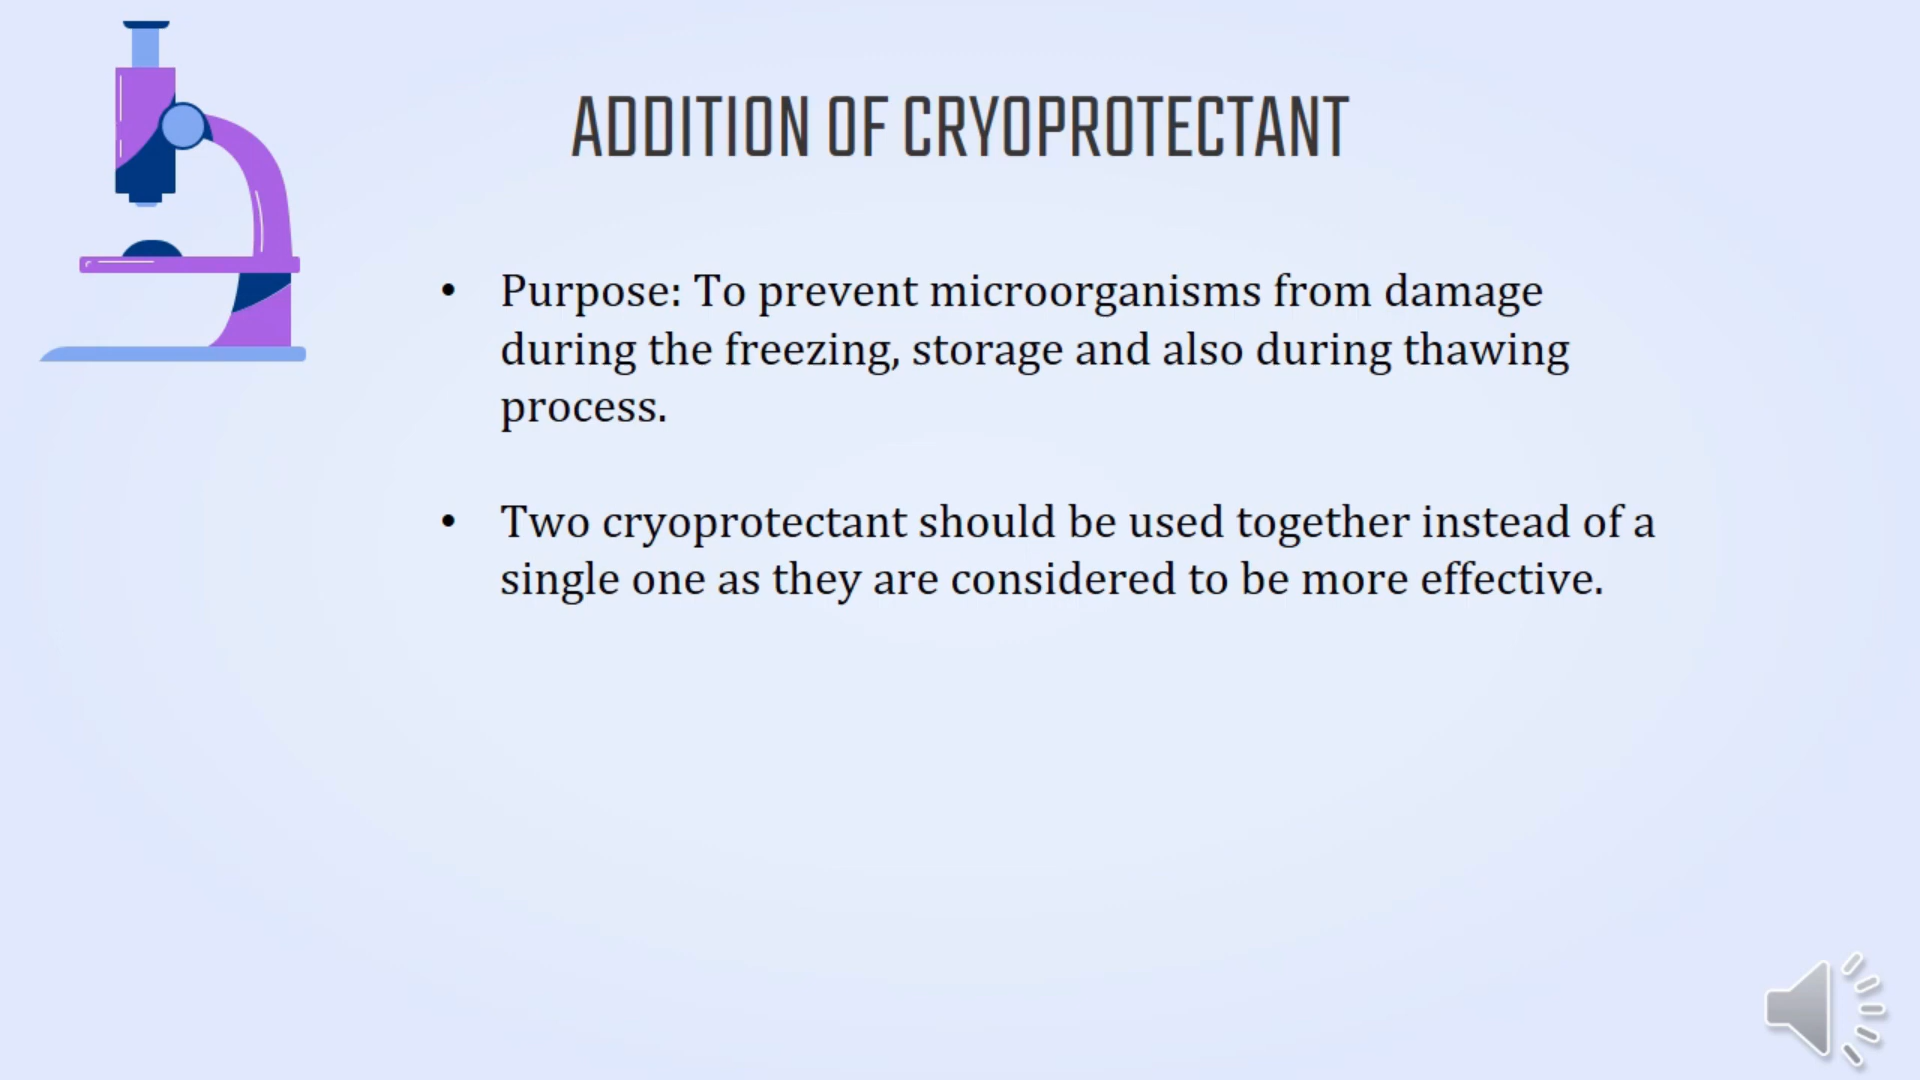 ADDITION OF CRYOPROTECTANT
• Purpose: To prevent microorganisms from damage
during the freezing, storage and also during thawing
process.
• Two cryoprotectant should be used together instead of a
single one as they are considered to be more effective.